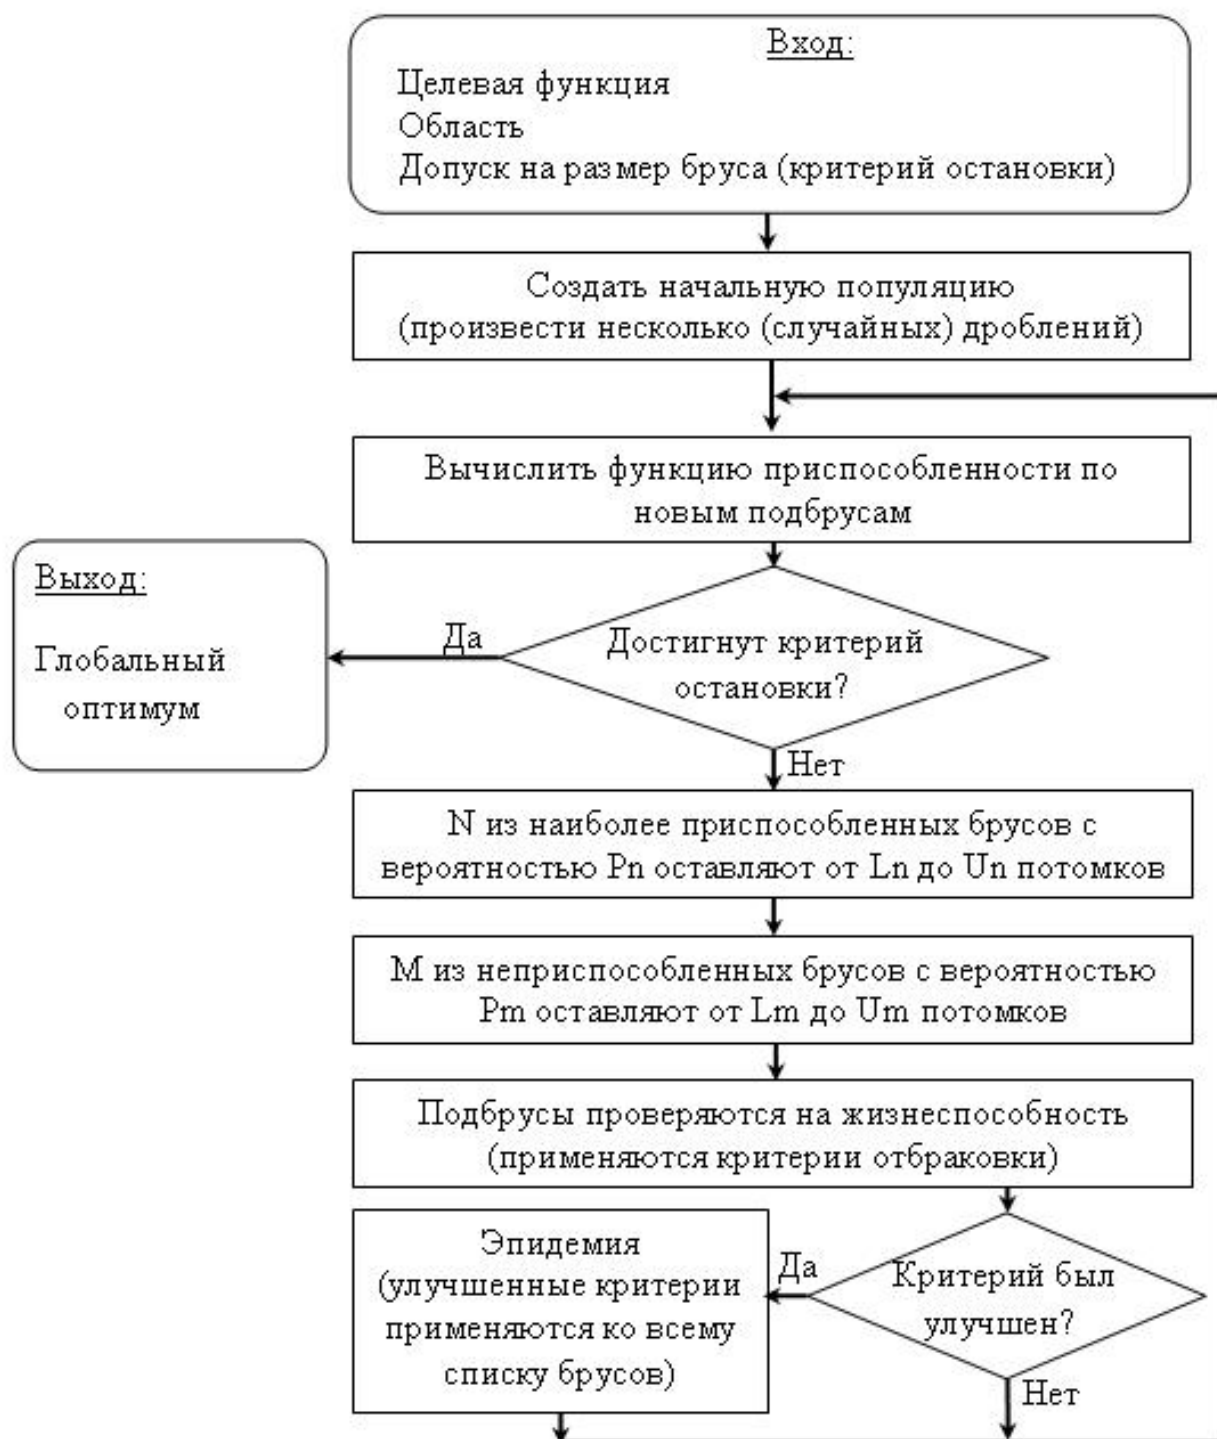 Вход:
Целевая функция
Область
Допуск на размер бруса (критерий остановки)
Создать начальную популяцию
(произвести несколько (случайных) дроблений)
Вычислить функцию приспособленности по
новым подбрусам
Выход:
Глобальный
оптимум
Да
Достигнут критерий
остановки?
Нет
N из наиболее приспособленных брусов с
вероятностью Pn оставляют от Ln до Un потомков
M из неприспособленных брусов с вероятностью
Pm оставляют от Lm до Um потомков
Подбрусы проверяются на жизнеспособность
(применяются критерии отбраковки)
Эпидемия
(улучшенные критерии
применяются ко всему
списку брусов)
Да
Критерий был
улучшен?
Нет